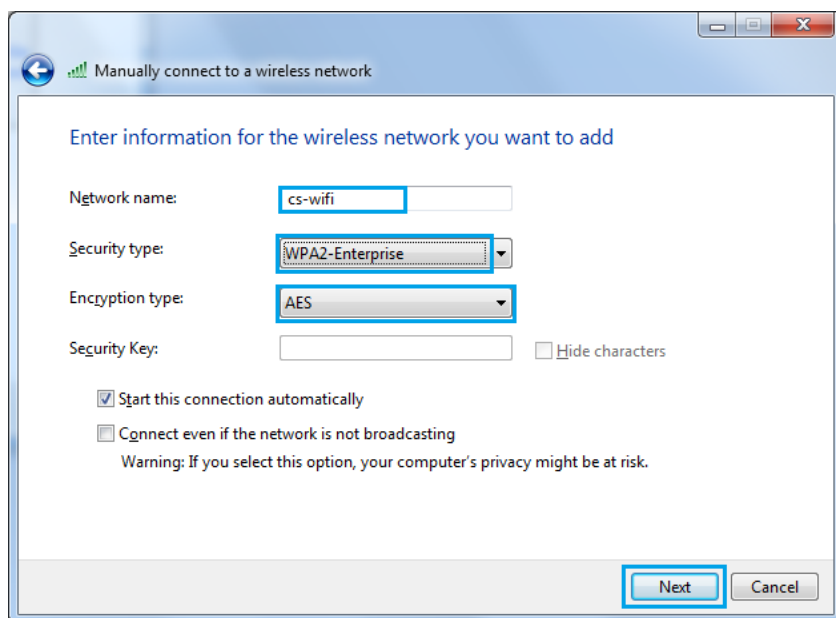 Manually connect to a wireless network
Enter information for the wireless network you want to add
Network name: cs-wifi
Security type: WPA2-Enterprise
Encryption type: AES
Security Key: Hide characters
Start this connection automatically
Connect even if the network is not broadcasting
Warning: If you select this option, your computer's privacy might be at risk.
Next Cancel